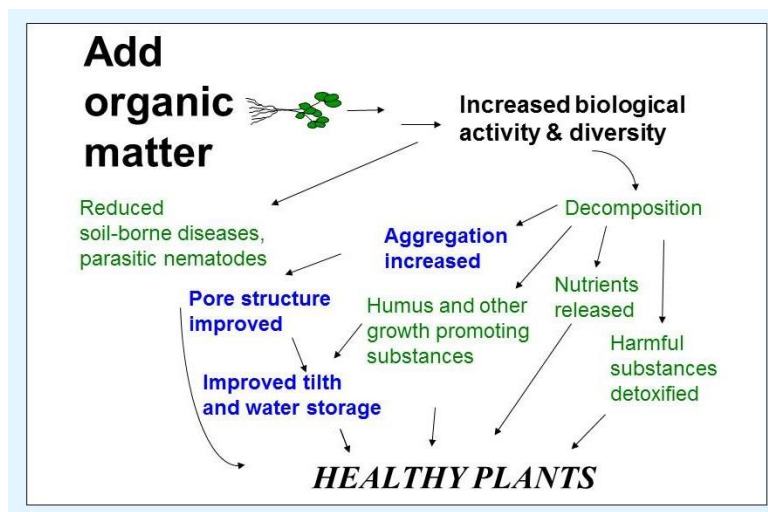 Add
organic
matter
Increased biological
activity & diversity
Reduced
soil-borne diseases,
parasitic nematodes
Decomposition
Aggregation
increased
Pore structure
improved
Humus and other
growth promoting
substances
Nutrients
released
Harmful
substances
detoxified
Improved tilth
and water storage
HEALTHY PLANTS